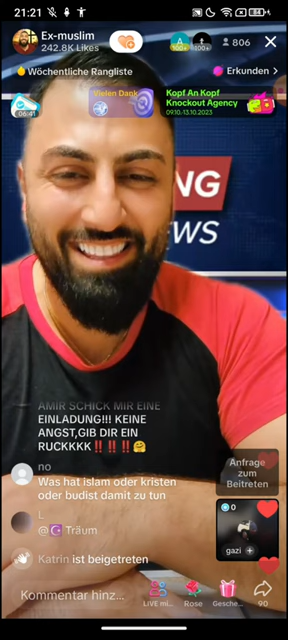 21:21
84
Ex-muslim
242.8K Likes
100+
100+
806
Wöchentliche Rangliste
Erkunden >
Vielen Dank
06:41
Kopf An Kopf
Knockout Agency
09.10-13.10.2023
NG
EWS
AMIR SCHICK MIR EINE
EINLADUNG!!! KEINE
ANGST,GIB DIR EIN
RUCKKKK‼️‼️‼️🤗
no
Was hat islam oder kristen
oder budist damit zu tun
L
@☪️ Träum
Katrin ist beigetreten
Anfrage
zum
Beitreten
0
gazi +
Kommentar hinz...
LIVE mi...
Rose
Gesche...
90